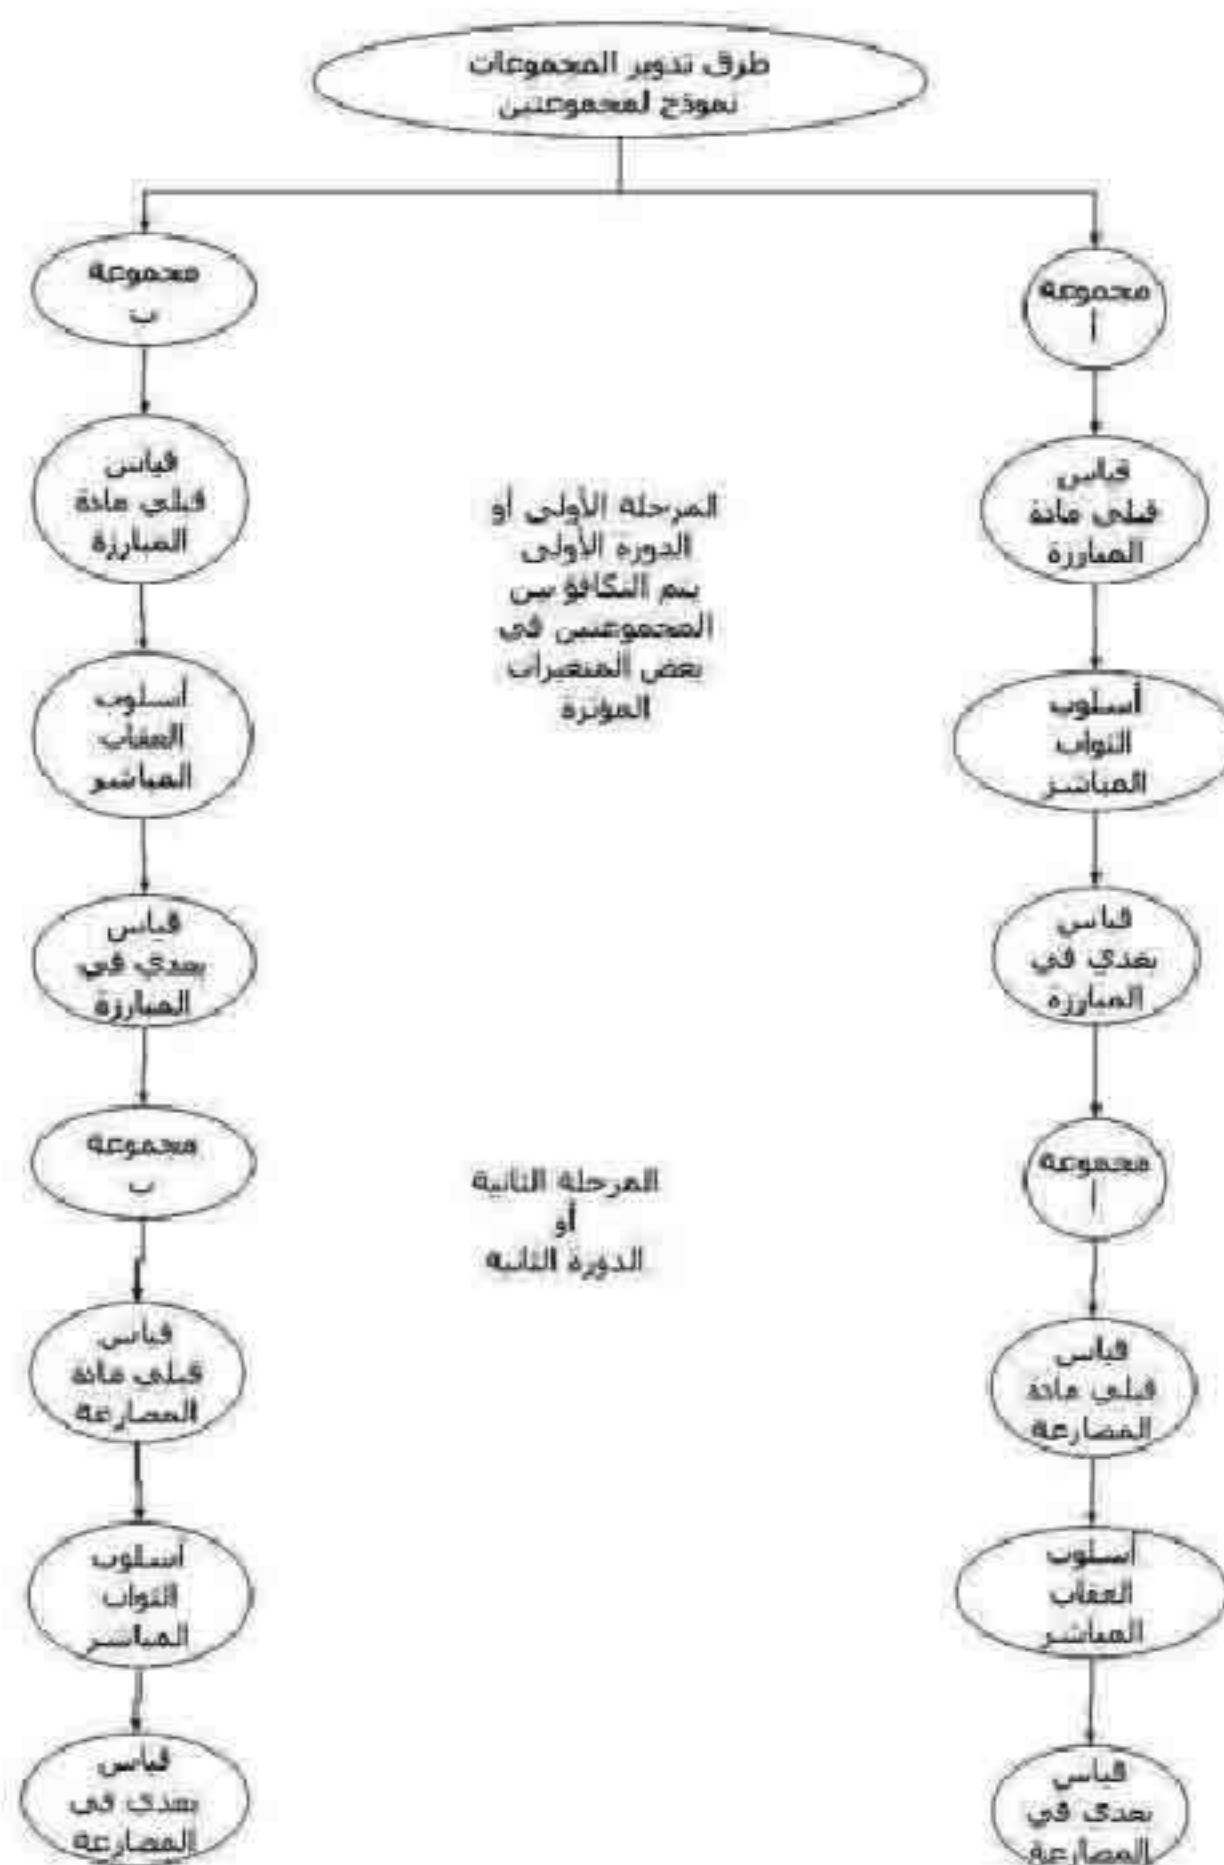 طرق تدوير المجموعات
نموذج لمجموعتين
مجموعة
أ
قياس
قبلي مادة
المبارزة
أسلوب
الثواب
المباشر
قياس
بعدي في
المبارزة
مجموعة
أ
قياس
قبلي مادة
المصارعة
أسلوب
العقاب
المباشر
قياس
بعدي في
المصارعة
المرحلة الأولى أو
الدورة الأولى
يتم التكافؤ بين
المجموعتين في
بعض المتغيرات
المؤثرة
المرحلة الثانية
أو
الدورة الثانية
مجموعة
ب
قياس
قبلي مادة
المبارزة
أسلوب
العقاب
المباشر
قياس
بعدي في
المبارزة
مجموعة
ب
قياس
قبلي مادة
المصارعة
أسلوب
الثواب
المباشر
قياس
بعدي في
المصارعة